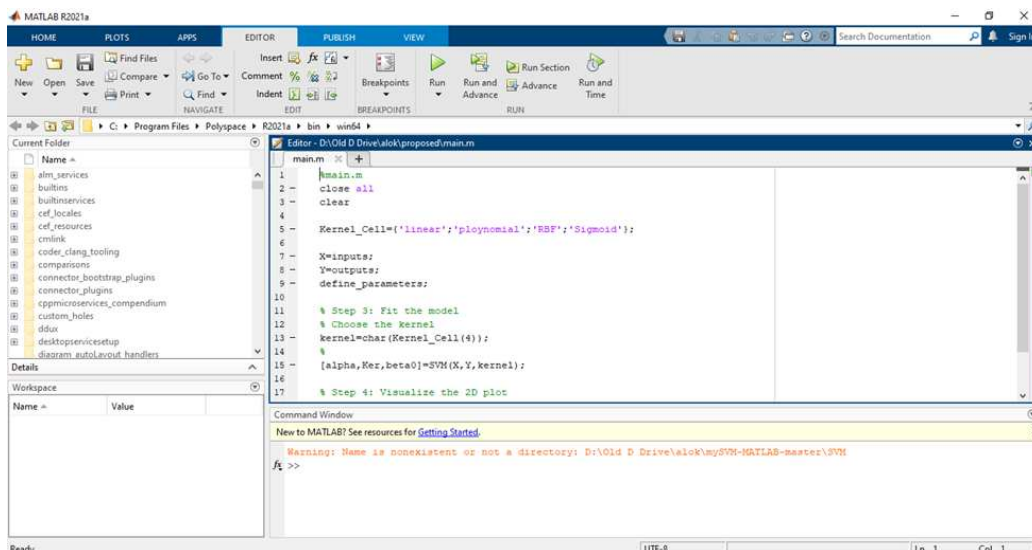 MATLAB R2021a
HOME PLOTS APPS EDITOR PUBLISH VIEW Search Documentation Sign In
New Open Save Find Files Compare Print
Go To Find
Insert fx
Comment %
Indent
Breakpoints Run Run and Advance Run Section Advance Run and Time
FILE NAVIGATE EDIT BREAKPOINTS RUN
C: Program Files Polyspace R2021a bin win64
Current Folder
Name
alm_services
builtins
builtinservices
cef_locales
cef_resources
cmlink
coder_clang_tooling
comparisons
connector_bootstrap_plugins
connector_plugins
cppmicroservices_compendium
custom_holes
ddux
desktopservicesetup
diagram_autoLayout_handlers
Details
Workspace
Name Value
Editor - D:\Old D Drive\alok\proposed\main.m
main.m
1 %main.m
2 - close all
3 - clear
4
5 - Kernel_Cell={'linear';'ploynomial';'RBF';'Sigmoid'};
6
7 - X=inputs;
8 - Y=outputs;
9 - define_parameters;
10
11 % Step 3: Fit the model
12 % Choose the kernel
13 - kernel=char(Kernel_Cell(4));
14 %
15 - [alpha,Ker,beta0]=SVM(X,Y,kernel);
16
17 % Step 4: Visualize the 2D plot
Command Window
New to MATLAB? See resources for Getting Started.
Warning: Name is nonexistent or not a directory: D:\Old D Drive\alok\mySVM-MATLAB-master\SVM
fx >>
Ready UTF-8 Ln 1 Col 1